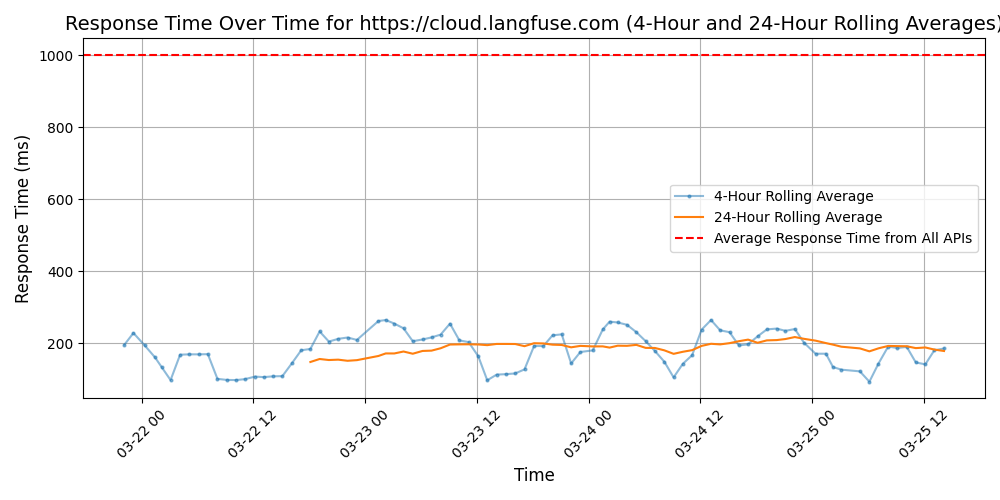 Response Time Over Time for https://cloud.langfuse.com (4-Hour and 24-Hour Rolling Averages)
Response Time (ms)
1000
800
600
400
200
4-Hour Rolling Average
24-Hour Rolling Average
Average Response Time from All APIs
03-22 00
03-22 12
03-23 00
03-23 12
03-24 00
03-24 12
03-25 00
03-25 12
Time